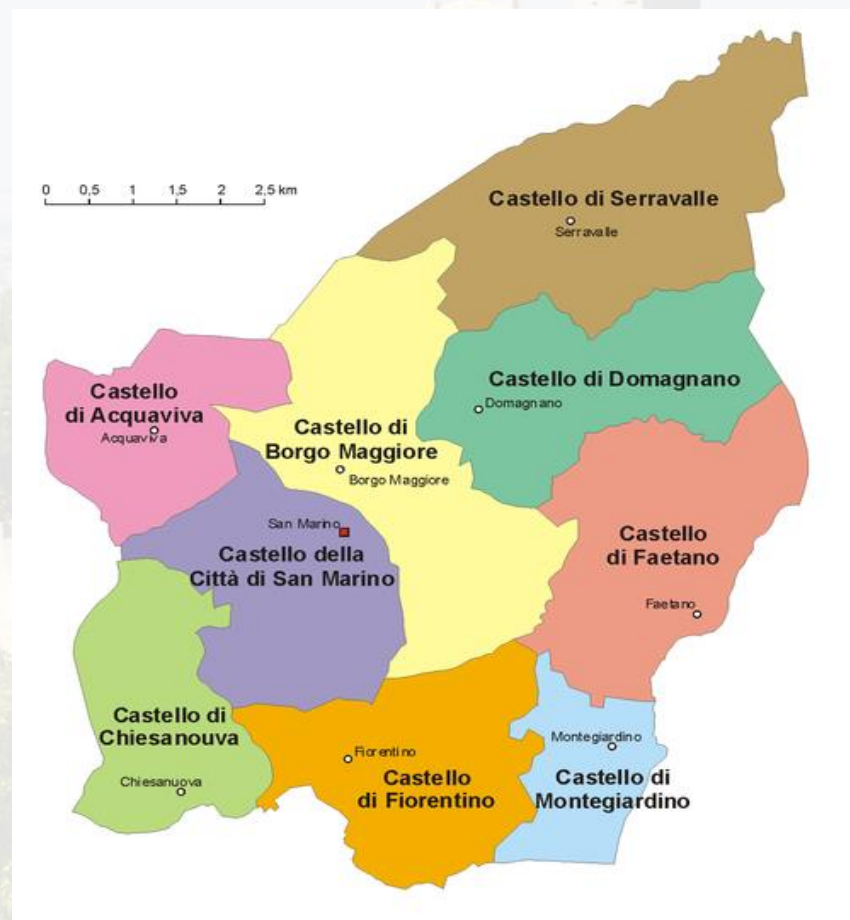 0 0,5 1 1,5 2 2,5 km
Castello di Serravalle
Serravalle
Castello di Domagnano
Domagnano
Castello
di Acquaviva
Acquaviva
Castello di
Borgo Maggiore
Borgo Maggiore
San Marino
Castello della
Città di San Marino
Castello
di Faetano
Faetano
Castello di
Chiesanouva
Chiesanuova
Fiorentino
Castello
di Fiorentino
Montegiardino
Castello di
Montegiardino